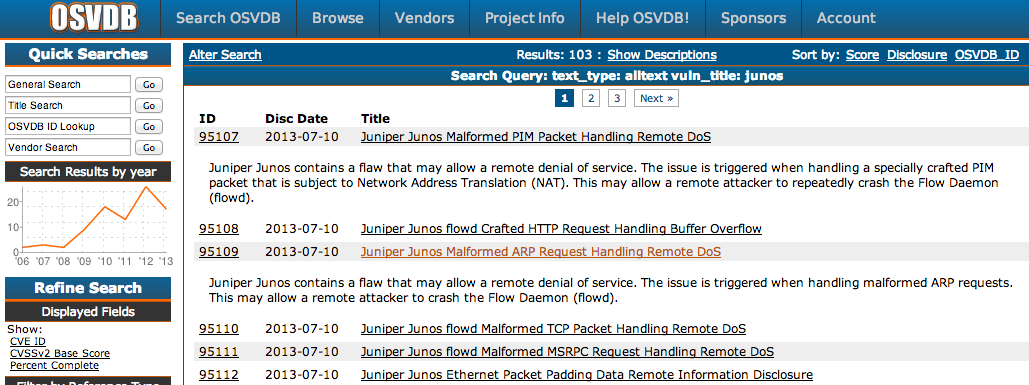 OSVDB
Search OSVDB
Browse
Vendors
Project Info
Help OSVDB!
Sponsors
Account
Quick Searches
General Search Go
Title Search Go
OSVDB ID Lookup Go
Vendor Search Go
Search Results by year
20
10
0
'06 '07 '08 '09 '10 '11 '12 '13
Refine Search
Displayed Fields
Show:
CVE ID
CVSSv2 Base Score
Percent Complete
Filter by Reference Type
Alter Search
Results: 103 : Show Descriptions
Sort by: Score Disclosure OSVDB_ID
Search Query: text_type: alltext vuln_title: junos
1 2 3 Next »
ID Disc Date Title
95107 2013-07-10 Juniper Junos Malformed PIM Packet Handling Remote DoS
Juniper Junos contains a flaw that may allow a remote denial of service. The issue is triggered when handling a specially crafted PIM
packet that is subject to Network Address Translation (NAT). This may allow a remote attacker to repeatedly crash the Flow Daemon
(flowd).
95108 2013-07-10 Juniper Junos flowd Crafted HTTP Request Handling Buffer Overflow
95109 2013-07-10 Juniper Junos Malformed ARP Request Handling Remote DoS
Juniper Junos contains a flaw that may allow a remote denial of service. The issue is triggered when handling malformed ARP requests.
This may allow a remote attacker to crash the Flow Daemon (flowd).
95110 2013-07-10 Juniper Junos flowd Malformed TCP Packet Handling Remote DoS
95111 2013-07-10 Juniper Junos flowd Malformed MSRPC Request Handling Remote DoS
95112 2013-07-10 Juniper Junos Ethernet Packet Padding Data Remote Information Disclosure